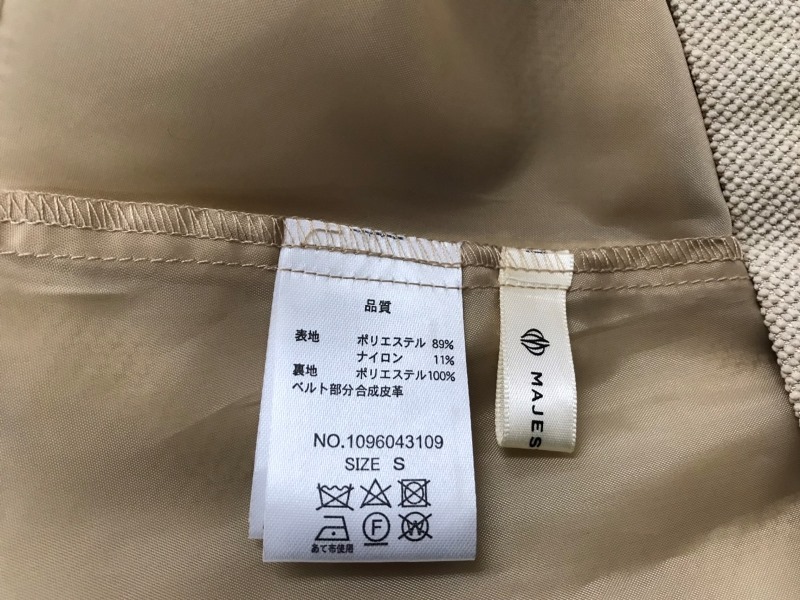 品質
表地 ポリエステル 89%
ナイロン 11%
裏地 ポリエステル100%
ベルト部分合成皮革
NO.1096043109
SIZE S
F
W
あて布使用
MAJES